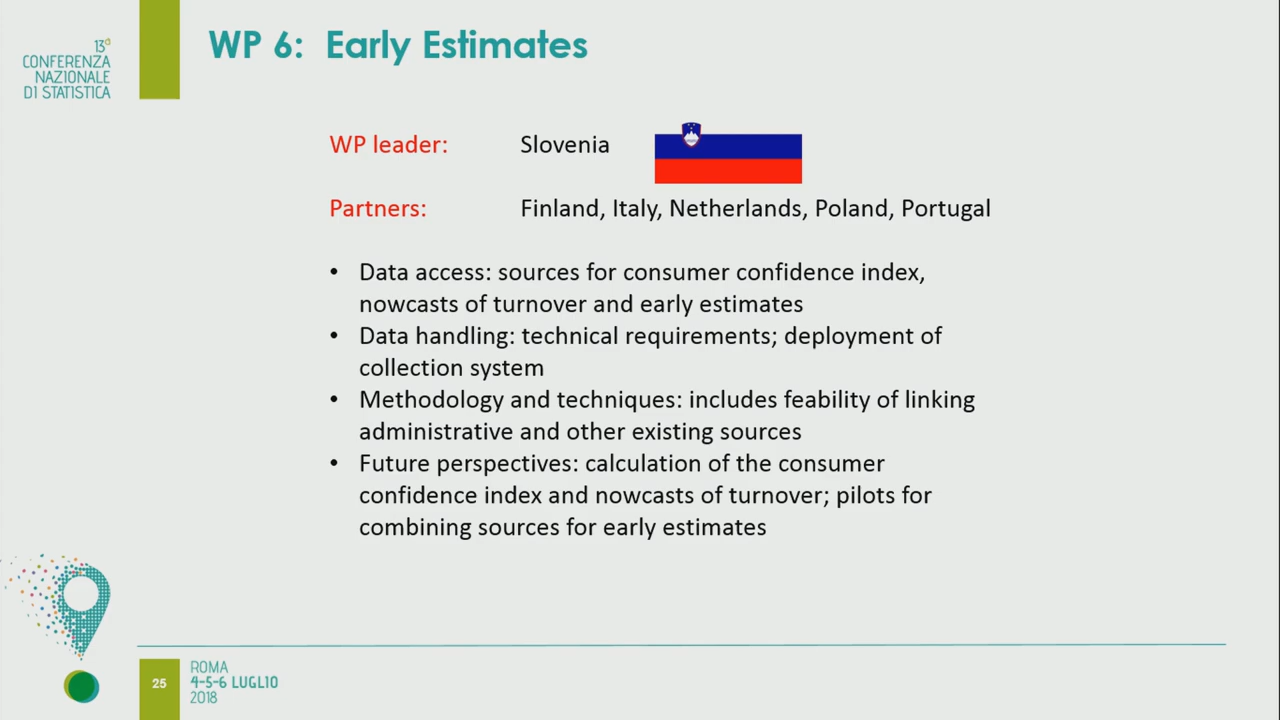 13ª
CONFERENZA
NAZIONALE
DI STATISTICA
WP 6: Early Estimates
WP leader: Slovenia
Partners: Finland, Italy, Netherlands, Poland, Portugal
• Data access: sources for consumer confidence index,
nowcasts of turnover and early estimates
• Data handling: technical requirements; deployment of
collection system
• Methodology and techniques: includes feability of linking
administrative and other existing sources
• Future perspectives: calculation of the consumer
confidence index and nowcasts of turnover; pilots for
combining sources for early estimates
25
ROMA
4-5-6 LUGLIO
2018